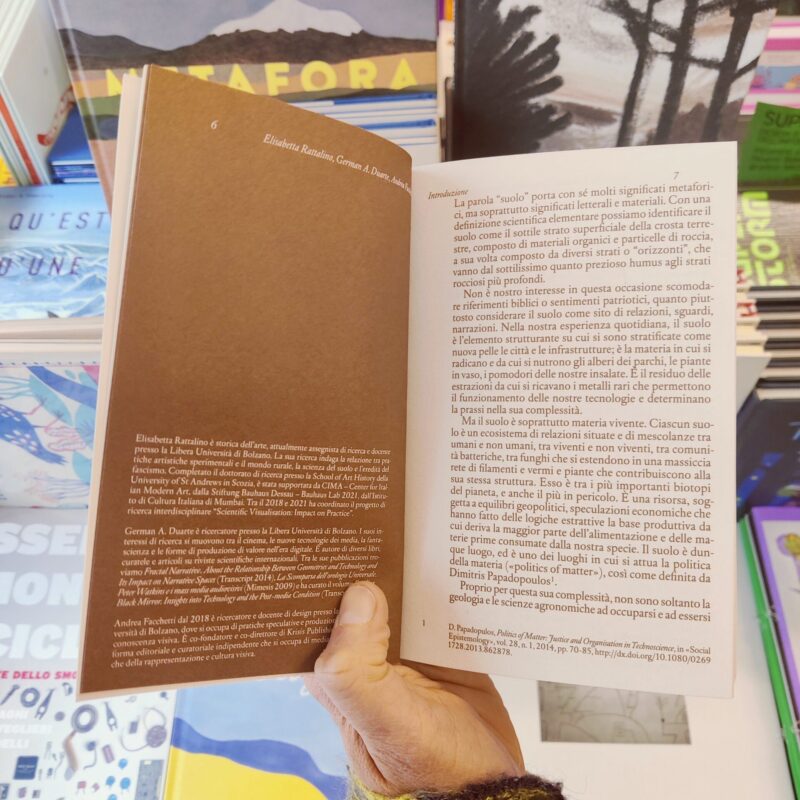 METAFORA
QU'EST
D'UNE
6
Elisabetta Rattalino, German A. Duarte, Andrea
Elisabetta Rattalino è storica dell'arte, attualmente assegnista di ricerca e docente
presso la Libera Università di Bolzano. La sua ricerca indaga la relazione tra pra-
tiche artistiche sperimentali e il mondo rurale, la scienza del suolo e l'eredità del
fascismo. Completato il dottorato di ricerca presso la School of Art History della
University of St Andrews in Scozia, è stata supportata da CIMA – Center for Ital-
ian Modern Art, dalla Stiftung Bauhaus Dessau – Bauhaus Lab 2021, dall'Istitu-
to di Cultura Italiana di Mumbai. Tra il 2018 e 2021 ha coordinato il progetto di
ricerca interdisciplinare "Scientific Visualisation: Impact on Practice".
German A. Duarte è ricercatore presso la Libera Università di Bolzano. I suoi in-
teressi di ricerca si muovono tra il cinema, le nuove tecnologie dei media, la fanta-
scienza e le forme di produzione di valore nell'era digitale. È autore di diversi libri,
curatele e articoli su riviste scientifiche internazionali. Tra le sue pubblicazioni tro-
viamo Fractal Narrative. About the Relationship Between Geometries and Technology and
Its Impact on Narrative Spaces (Transcript 2014), La Scomparsa dell'orologio Universale.
Peter Watkins e i mass media audiovisivi (Mimesis 2009) e ha curato il volume
Black Mirror. Insights into Technology and the Post-media Condition (Transcript
Andrea Facchetti dal 2018 è ricercatore e docente di design presso la
versità di Bolzano, dove si occupa di pratiche speculative e produzione
conoscenza visiva. È co-fondatore e co-direttore di Krisis Publish
forma editoriale e curatoriale indipendente che si occupa di media
che della rappresentazione e cultura visiva.
7
Introduzione
La parola "suolo" porta con sé molti significati metafori-
ci, ma soprattutto significati letterali e materiali. Con una
definizione scientifica elementare possiamo identificare il
suolo come il sottile strato superficiale della crosta terre-
stre, composto di materiali organici e particelle di roccia,
a sua volta composto da diversi strati o "orizzonti", che
vanno dal sottilissimo quanto prezioso humus agli strati
rocciosi più profondi.
Non è nostro interesse in questa occasione scomoda-
re riferimenti biblici o sentimenti patriottici, quanto piut-
tosto considerare il suolo come sito di relazioni, sguardi,
narrazioni. Nella nostra esperienza quotidiana, il suolo
è l'elemento strutturante su cui si sono stratificate come
nuova pelle le città e le infrastrutture; è la materia in cui si
radicano e da cui si nutrono gli alberi dei parchi, le piante
in vaso, i pomodori delle nostre insalate. È il residuo delle
estrazioni da cui si ricavano i metalli rari che permettono
il funzionamento delle nostre tecnologie e determinano
la prassi nella sua complessità.
Ma il suolo è soprattutto materia vivente. Ciascun suo-
lo è un ecosistema di relazioni situate e di mescolanze tra
umani e non umani, tra viventi e non viventi, tra comuni-
tà batteriche, tra funghi che si estendono in una massiccia
rete di filamenti e vermi e piante che contribuiscono alla
sua stessa struttura. Esso è tra i più importanti biotopi
del pianeta, e anche il più in pericolo. È una risorsa, sog-
getta a equilibri geopolitici, speculazioni economiche che
hanno fatto delle logiche estrattive la base produttiva da
cui deriva la maggior parte dell'alimentazione e delle ma-
terie prime consumate dalla nostra specie. Il suolo è dun-
que luogo, ed è uno dei luoghi in cui si attua la politica
della materia («politics of matter»), così come definita da
Dimitris Papadopulos¹.
Proprio per questa sua complessità, non sono soltanto la
geologia e le scienze agronomiche ad occuparsi e ad essersi
1
D. Papadopulos, Politics of Matter: Justice and Organisation in Technoscience, in «Social
Epistemology», vol. 28, n. 1, 2014, pp. 70-85, http://dx.doi.org/10.1080/0269
1728.2013.862878.